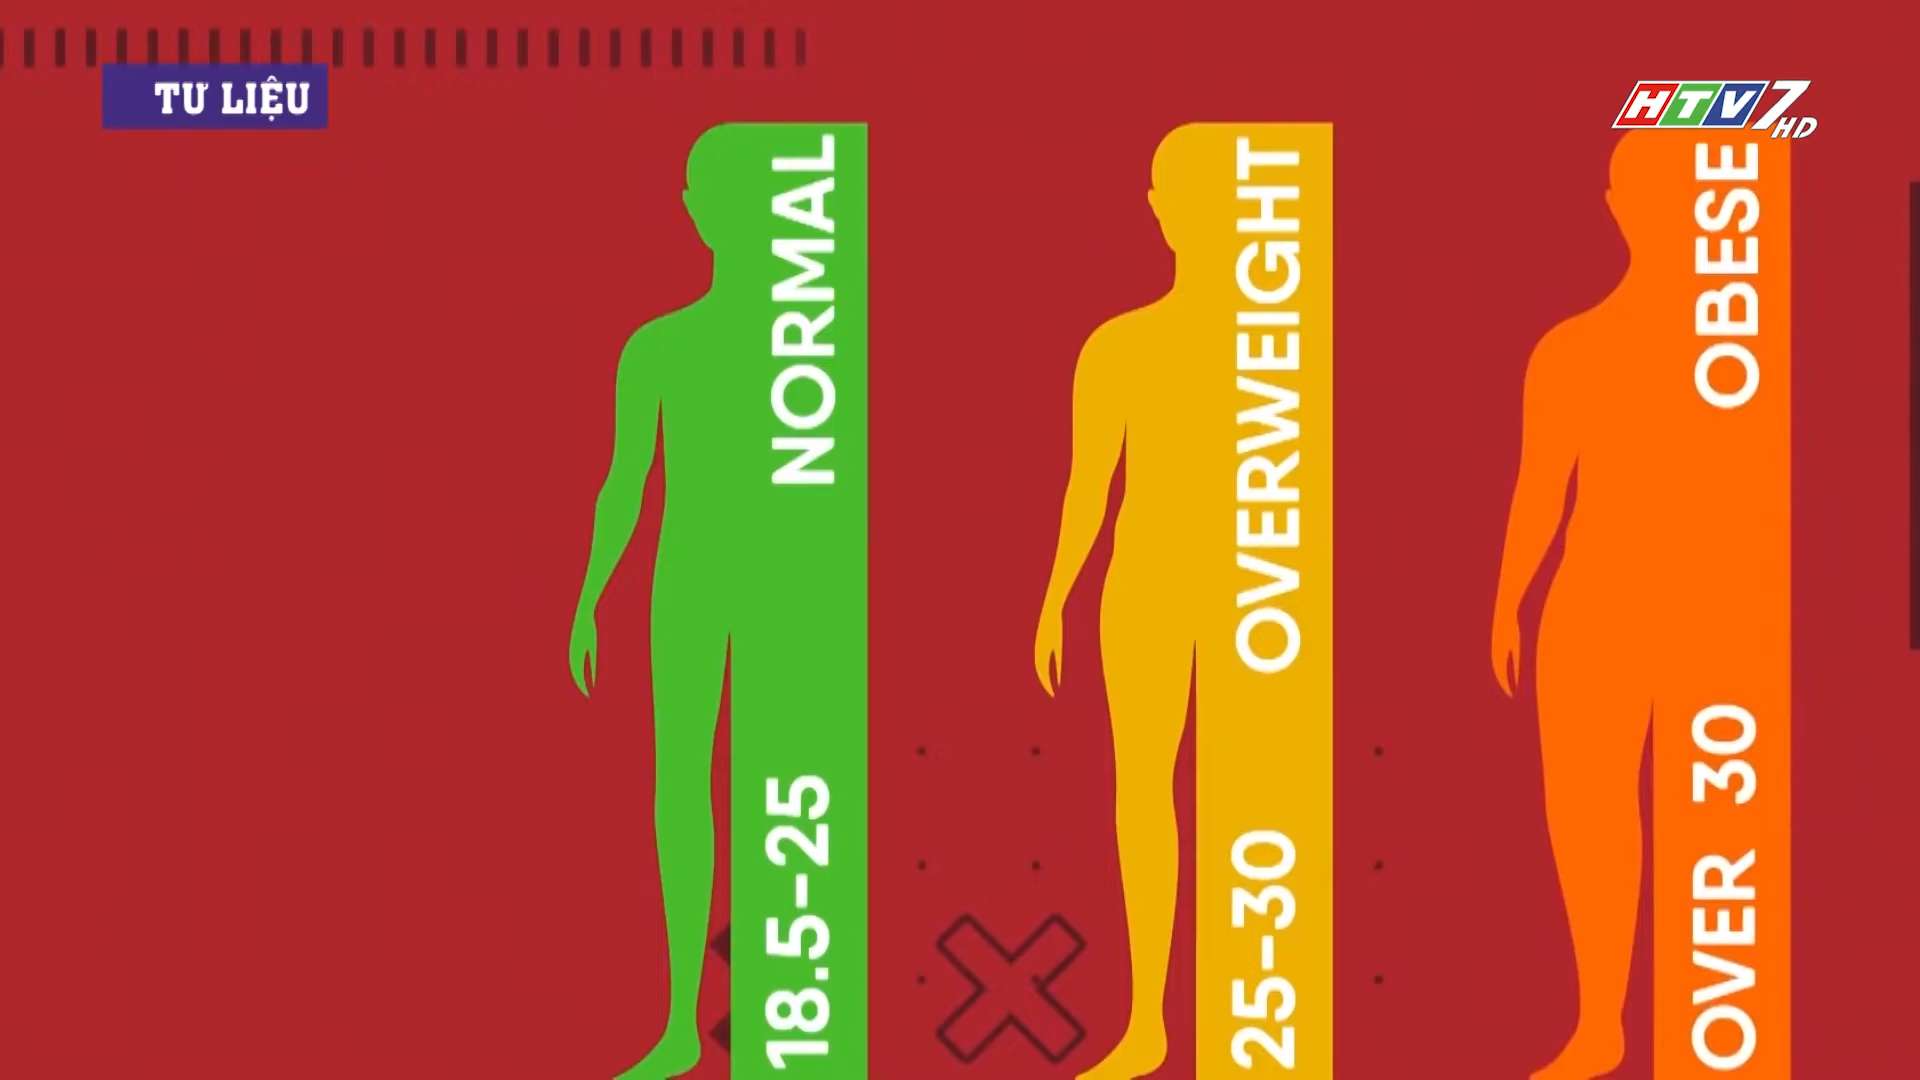 TƯ LIỆU
HTV7
HD
NORMAL
18.5-25
OVERWEIGHT
25-30
OBESE
OVER 30